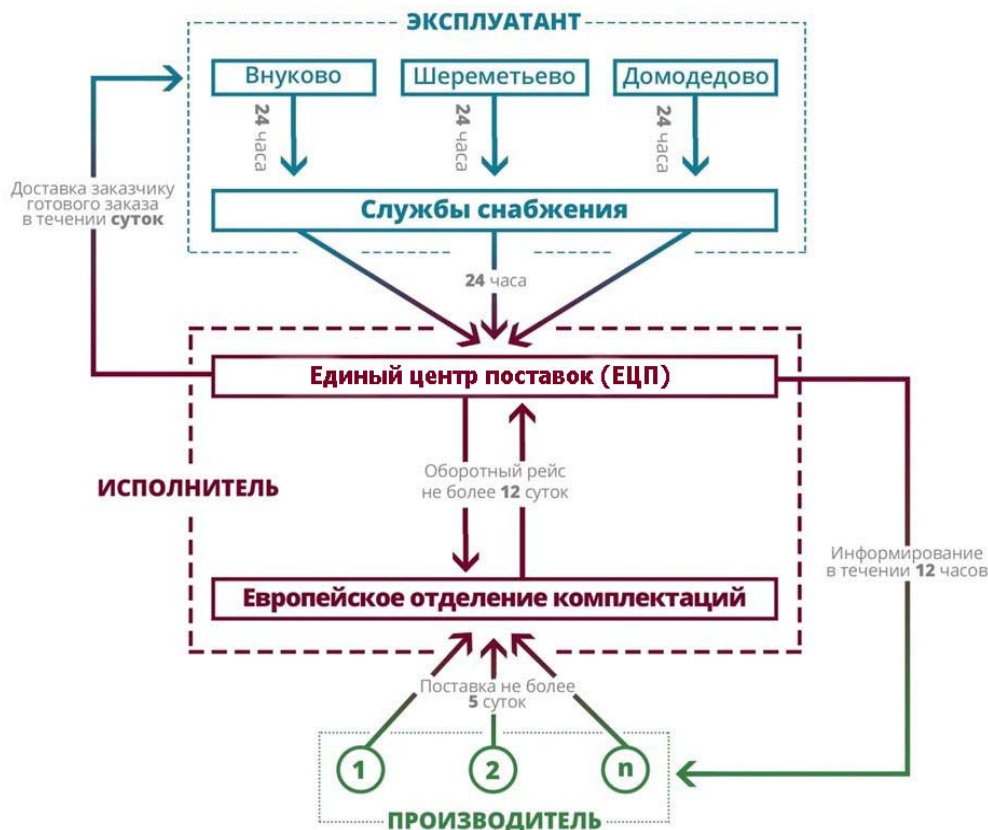 ЭКСПЛУАТАНТ
Внуково
Шереметьево
Домодедово
24 часа
24 часа
24 часа
Доставка заказчику
готового заказа
в течении суток
Службы снабжения
24 часа
Единый центр поставок (ЕЦП)
Оборотный рейс
не более 12 суток
ИСПОЛНИТЕЛЬ
Информирование
в течении 12 часов
Европейское отделение комплектаций
Поставка не более
5 суток
1
2
n
ПРОИЗВОДИТЕЛЬ